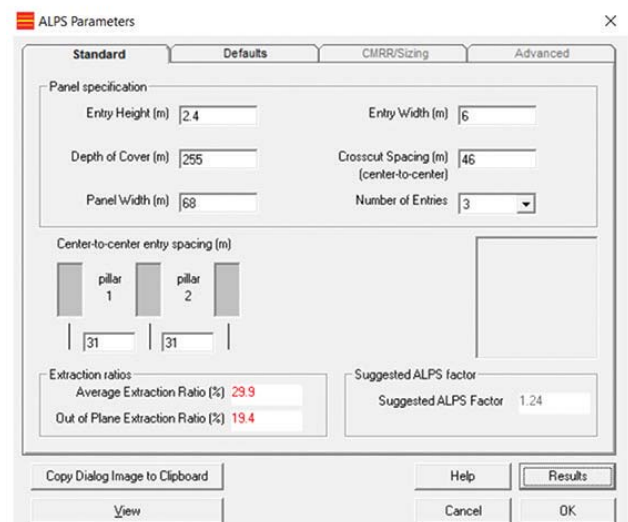 ALPS Parameters
Standard Defaults CMRR/Sizing Advanced
Panel specification
Entry Height (m) 2.4 Entry Width (m) 6
Depth of Cover (m) 255 Crosscut Spacing (m) 46
(center-to-center)
Panel Width (m) 68 Number of Entries 3
Center-to-center entry spacing (m)
pillar pillar
1 2
31 31
Extraction ratios Suggested ALPS factor
Average Extraction Ratio (%) 29.9 Suggested ALPS Factor 1.24
Out of Plane Extraction Ratio (%) 19.4
Copy Dialog Image to Clipboard Help Results
View Cancel OK